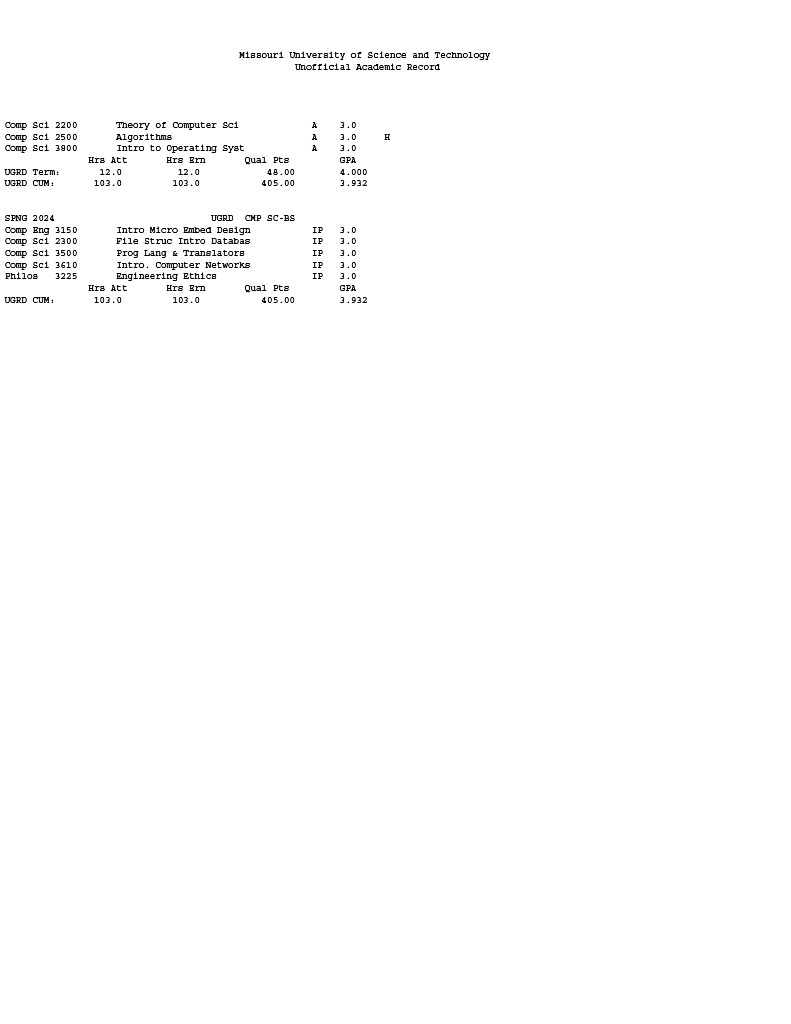 Missouri University of Science and Technology
Unofficial Academic Record
Comp Sci 2200 Theory of Computer Sci A 3.0
Comp Sci 2500 Algorithms A 3.0 H
Comp Sci 3800 Intro to Operating Syst A 3.0
Hrs Att Hrs Ern Qual Pts GPA
UGRD Term: 12.0 12.0 48.00 4.000
UGRD CUM: 103.0 103.0 405.00 3.932
SPNG 2024 UGRD CMP SC-BS
Comp Eng 3150 Intro Micro Embed Design IP 3.0
Comp Sci 2300 File Struc Intro Databas IP 3.0
Comp Sci 3500 Prog Lang & Translators IP 3.0
Comp Sci 3610 Intro. Computer Networks IP 3.0
Philos 3225 Engineering Ethics IP 3.0
Hrs Att Hrs Ern Qual Pts GPA
UGRD CUM: 103.0 103.0 405.00 3.932